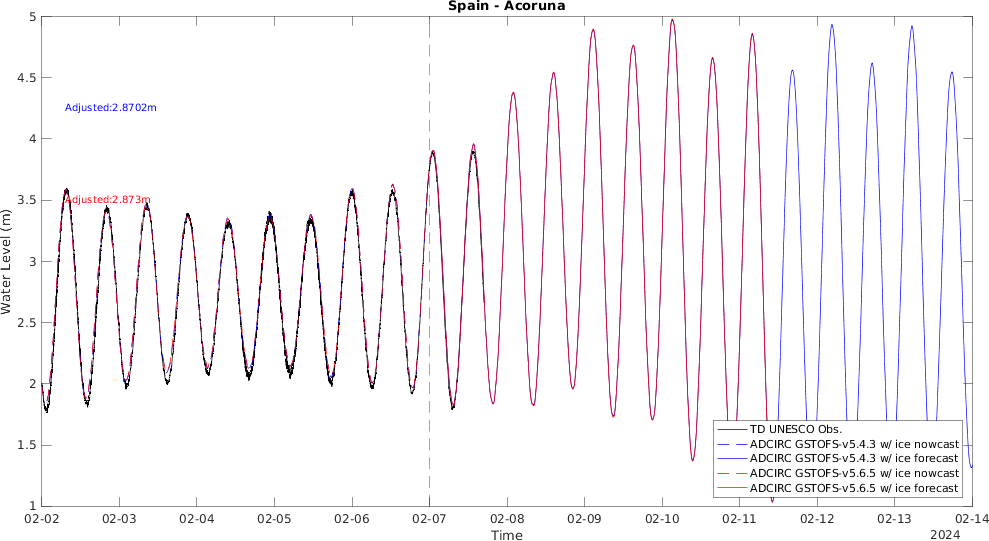 Spain - Acoruna
5
4.5
4
3.5
3
2.5
2
1.5
1
Water Level (m)
Adjusted:2.8702m
Adjusted:2.873m
TD UNESCO Obs.
ADCIRC GSTOFS-v5.4.3 w/ ice nowcast
ADCIRC GSTOFS-v5.4.3 w/ ice forecast
ADCIRC GSTOFS-v5.6.5 w/ ice nowcast
ADCIRC GSTOFS-v5.6.5 w/ ice forecast
02-02 02-03 02-04 02-05 02-06 02-07 02-08 02-09 02-10 02-11 02-12 02-13 02-14
Time
2024